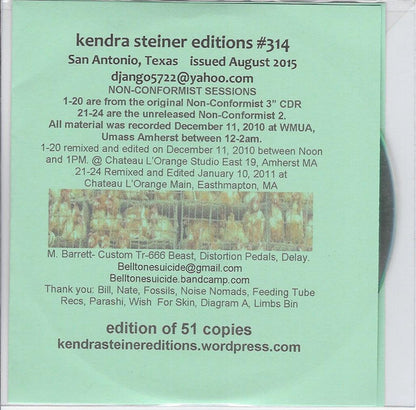 kendra steiner editions #314
San Antonio, Texas issued August 2015
django5722@yahoo.com
NON-CONFORMIST SESSIONS
1-20 are from the original Non-Conformist 3" CDR
21-24 are the unreleased Non-Conformist 2.
All material was recorded December 11, 2010 at WMUA,
Umass Amherst between 12-2am.
1-20 remixed and edited on December 11, 2010 between Noon
and 1PM. @ Chateau L'Orange Studio East 19, Amherst MA
21-24 Remixed and Edited January 10, 2011 at
Chateau L'Orange Main, Easthmapton, MA
M. Barrett- Custom Tr-666 Beast, Distortion Pedals, Delay.
Belltonesuicide@gmail.com
Belltonesuicide.bandcamp.com
Thank you: Bill, Nate, Fossils, Noise Nomads, Feeding Tube
Recs, Parashi, Wish For Skin, Diagram A, Limbs Bin
edition of 51 copies
kendrasteinereditions.wordpress.com